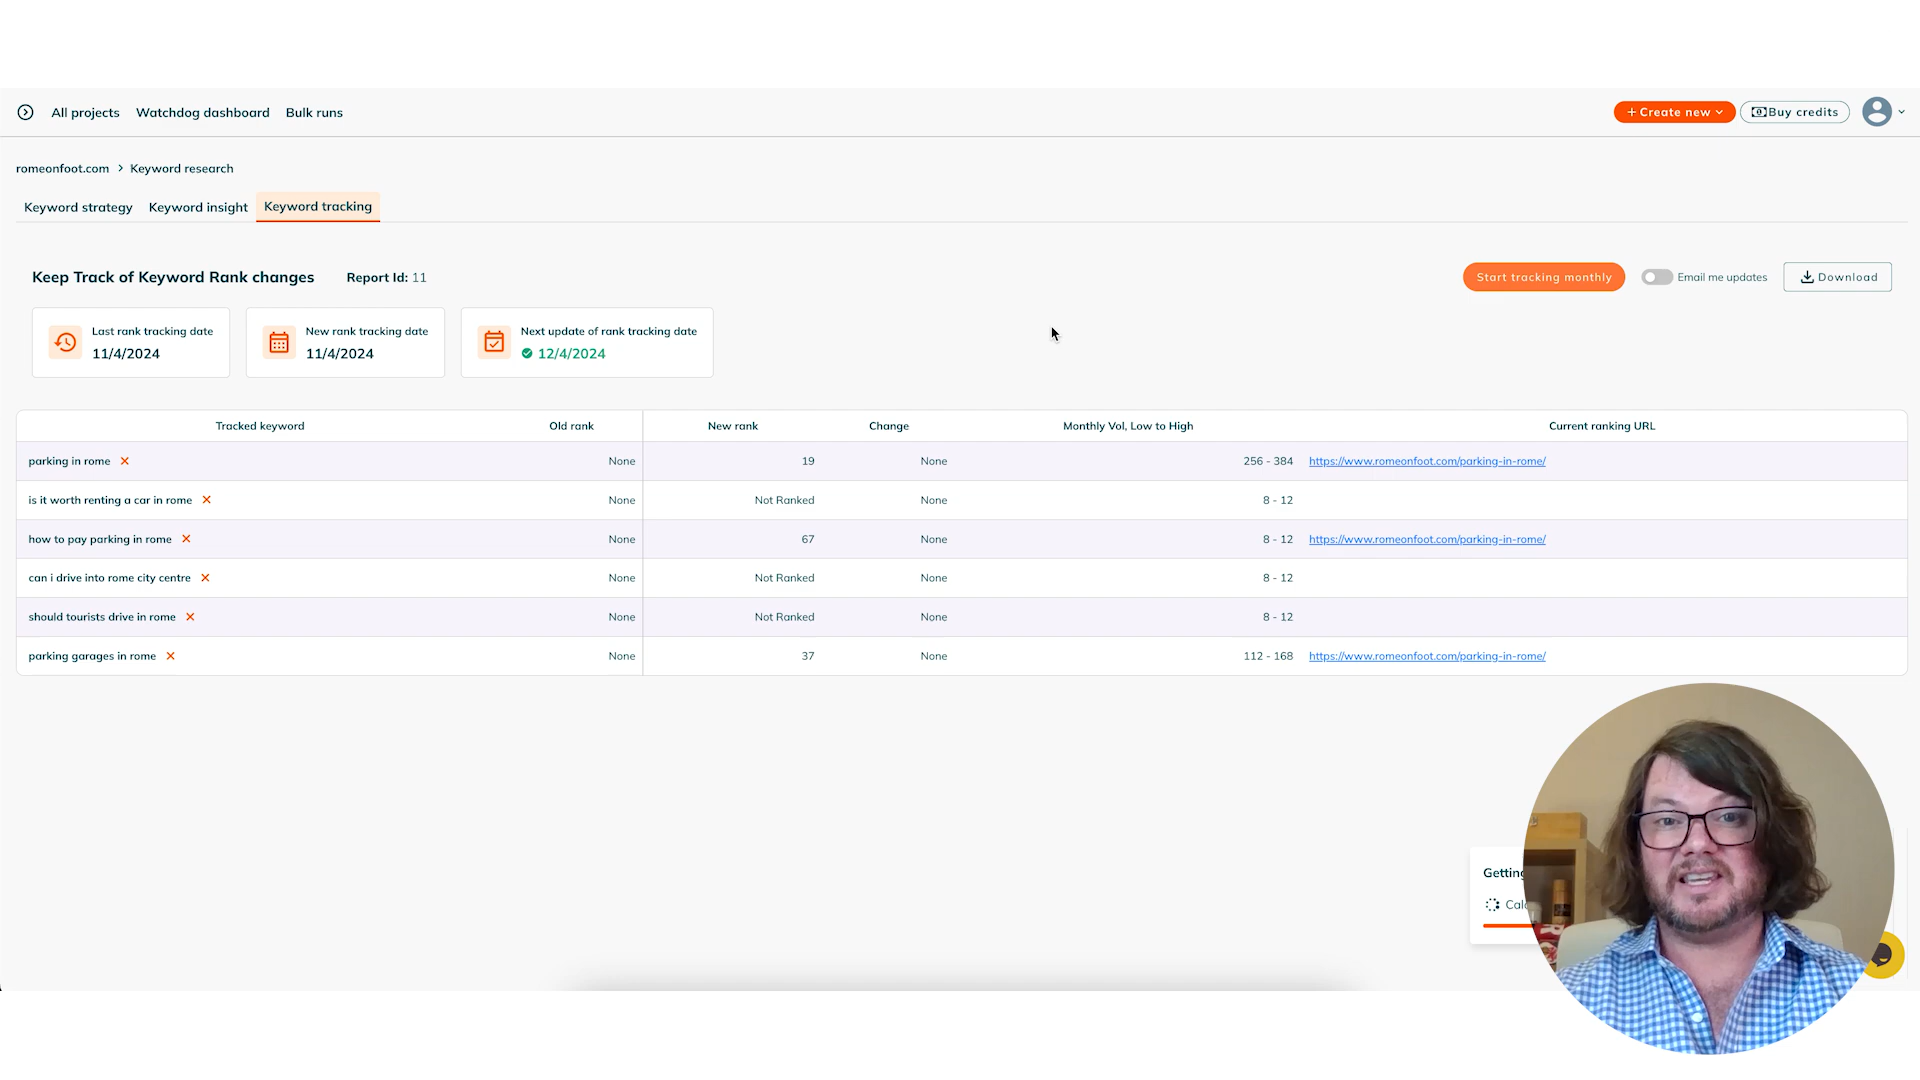 All projects
Watchdog dashboard
Bulk runs
+ Create new
Buy credits
romeonfoot.com > Keyword research
Keyword strategy
Keyword insight
Keyword tracking
Keep Track of Keyword Rank changes
Report Id: 11
Start tracking monthly
Email me updates
Download
Last rank tracking date
11/4/2024
New rank tracking date
11/4/2024
Next update of rank tracking date
12/4/2024
Tracked keyword Old rank New rank Change Monthly Vol, Low to High Current ranking URL
parking in rome None 19 None 256 - 384 https://www.romeonfoot.com/parking-in-rome/
is it worth renting a car in rome None Not Ranked None 8 - 12
how to pay parking in rome None 67 None 8 - 12 https://www.romeonfoot.com/parking-in-rome/
can i drive into rome city centre None Not Ranked None 8 - 12
should tourists drive in rome None Not Ranked None 8 - 12
parking garages in rome None 37 None 112 - 168 https://www.romeonfoot.com/parking-in-rome/
Getting